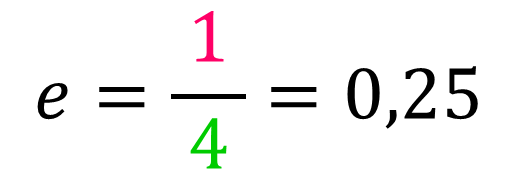 e = 1/4 = 0,25